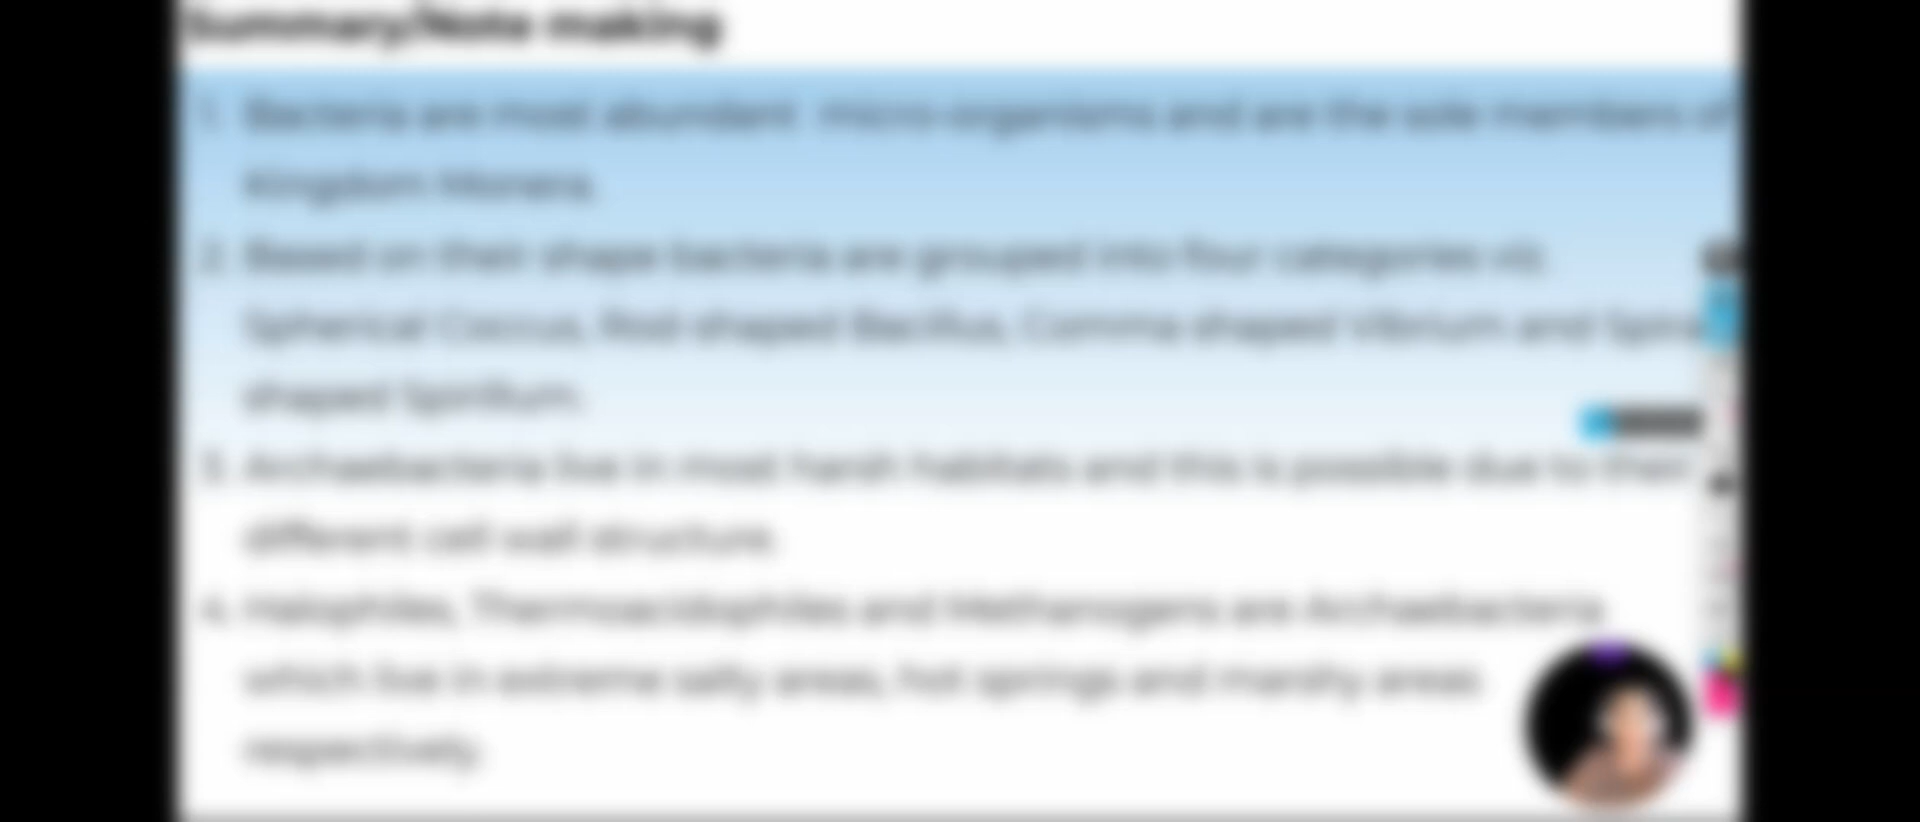 Summary/Note making
1. Bacteria are most abundant micro-organisms and are the sole members of
Kingdom Monera.
2. Based on their shape bacteria are grouped into four categories viz.
Spherical Coccus, Rod-shaped Bacillus, Comma shaped Vibrium and Spira
shaped Spirillum.
3. Archaebacteria live in most harsh habitats and this is possible due to their
different cell wall structure.
4. Halophiles, Thermoacidophiles and Methanogens are Archaebacteria
which live in extreme salty areas, hot springs and marshy areas
respectively.